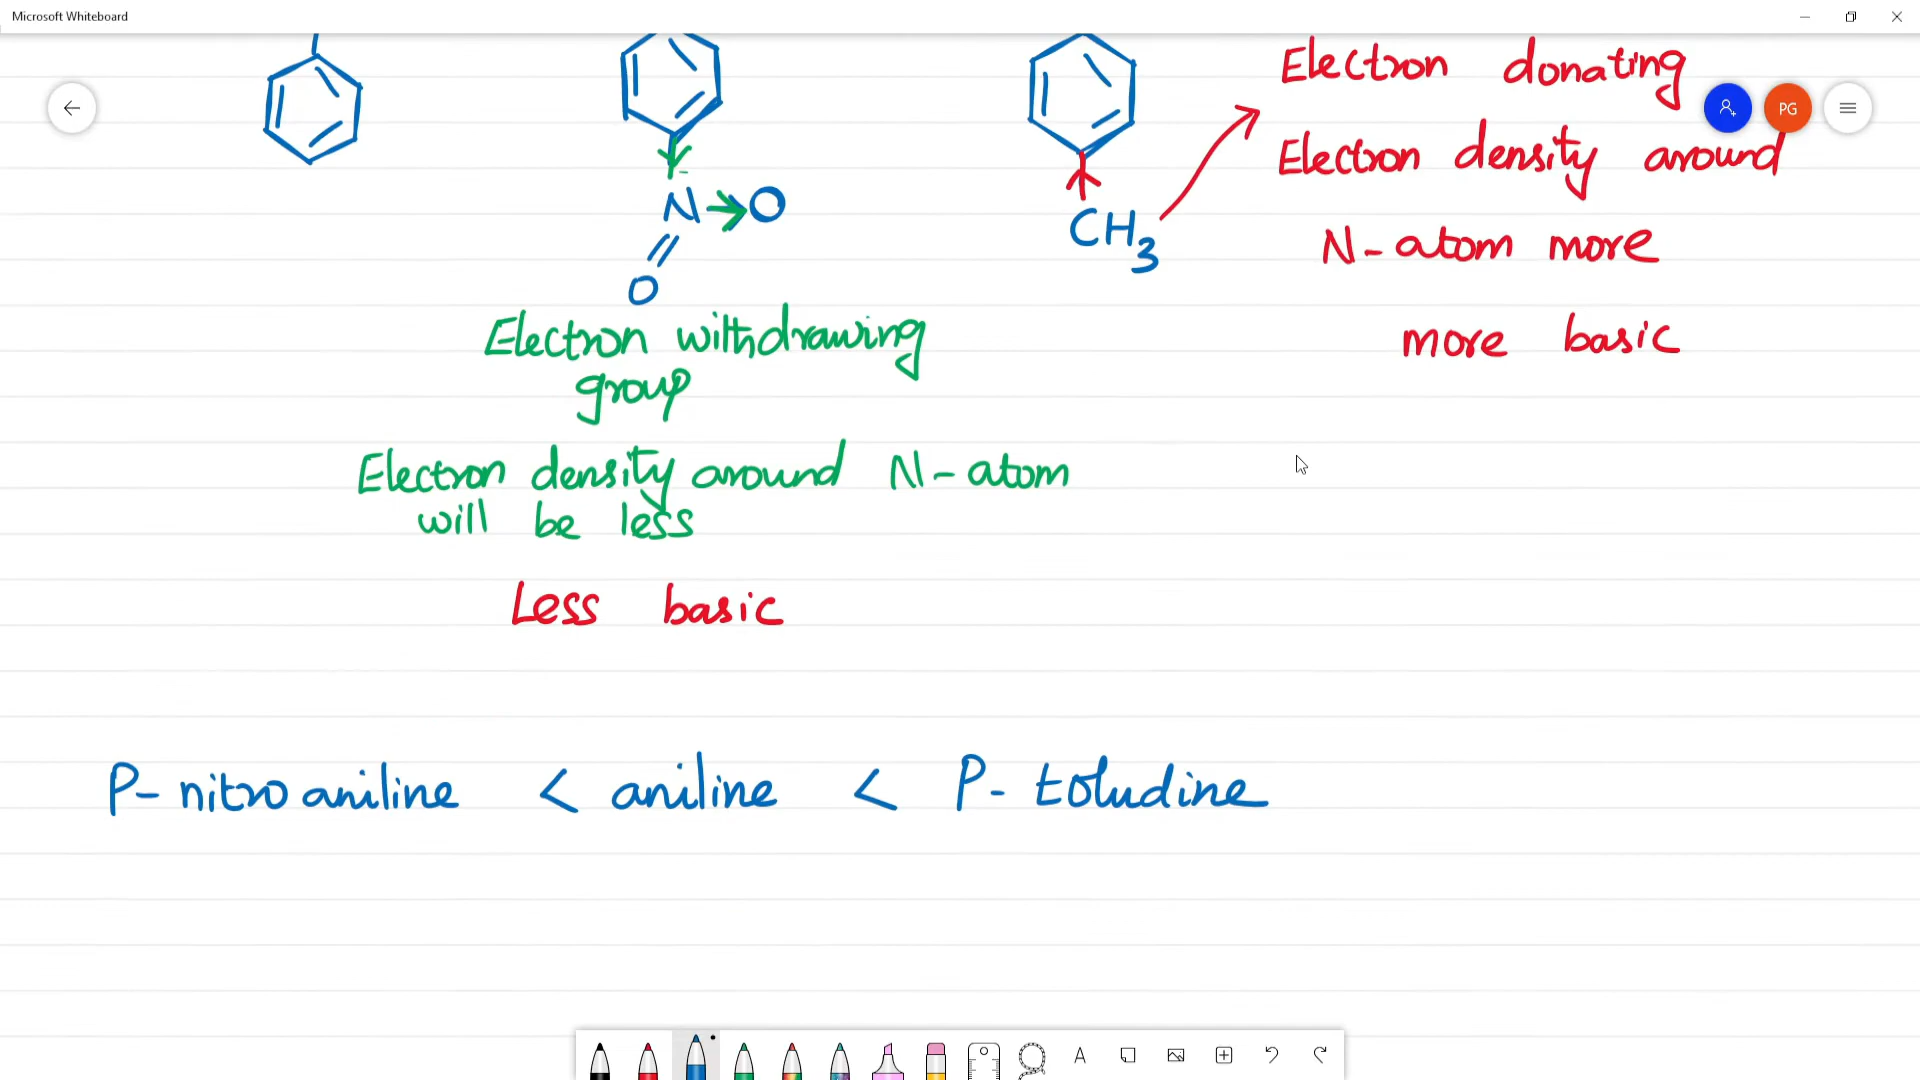 Microsoft Whiteboard
Electron donating
PG
Electron density around
N-atom more
more basic
N→O
O
CH3
Electron withdrawing
group
Electron density around N-atom
will be less
Less basic
P-nitroaniline < aniline < P-toludine
A